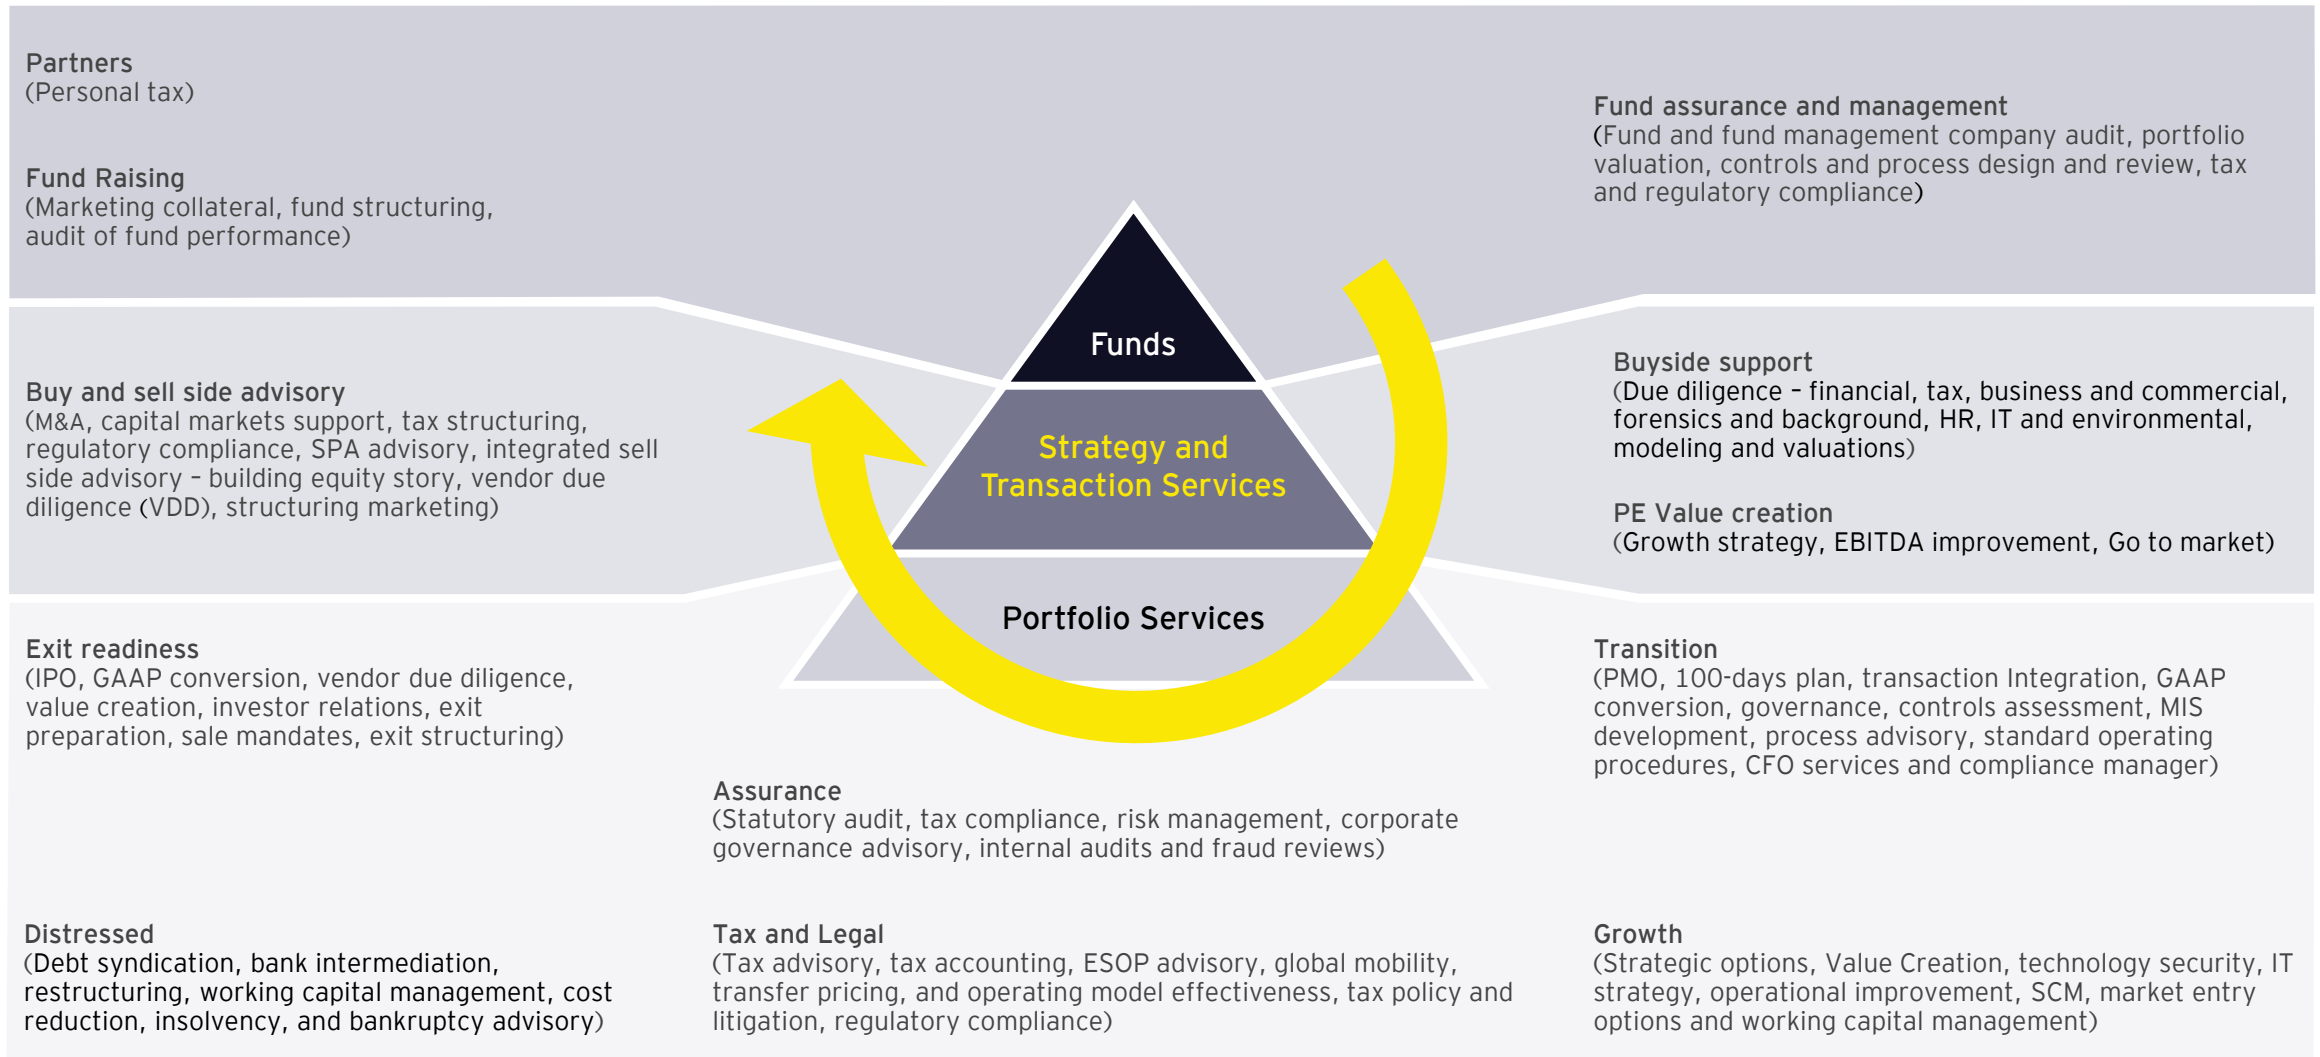 Partners
(Personal tax)
Fund Raising
(Marketing collateral, fund structuring,
audit of fund performance)
Fund assurance and management
(Fund and fund management company audit, portfolio
valuation, controls and process design and review, tax
and regulatory compliance)
Funds
Buy and sell side advisory
(M&A, capital markets support, tax structuring,
regulatory compliance, SPA advisory, integrated sell
side advisory – building equity story, vendor due
diligence (VDD), structuring marketing)
Strategy and
Transaction Services
Buyside support
(Due diligence – financial, tax, business and commercial,
forensics and background, HR, IT and environmental,
modeling and valuations)
PE Value creation
(Growth strategy, EBITDA improvement, Go to market)
Portfolio Services
Exit readiness
(IPO, GAAP conversion, vendor due diligence,
value creation, investor relations, exit
preparation, sale mandates, exit structuring)
Transition
(PMO, 100-days plan, transaction Integration, GAAP
conversion, governance, controls assessment, MIS
development, process advisory, standard operating
procedures, CFO services and compliance manager)
Assurance
(Statutory audit, tax compliance, risk management, corporate
governance advisory, internal audits and fraud reviews)
Distressed
(Debt syndication, bank intermediation,
restructuring, working capital management, cost
reduction, insolvency, and bankruptcy advisory)
Tax and Legal
(Tax advisory, tax accounting, ESOP advisory, global mobility,
transfer pricing, and operating model effectiveness, tax policy and
litigation, regulatory compliance)
Growth
(Strategic options, Value Creation, technology security, IT
strategy, operational improvement, SCM, market entry
options and working capital management)